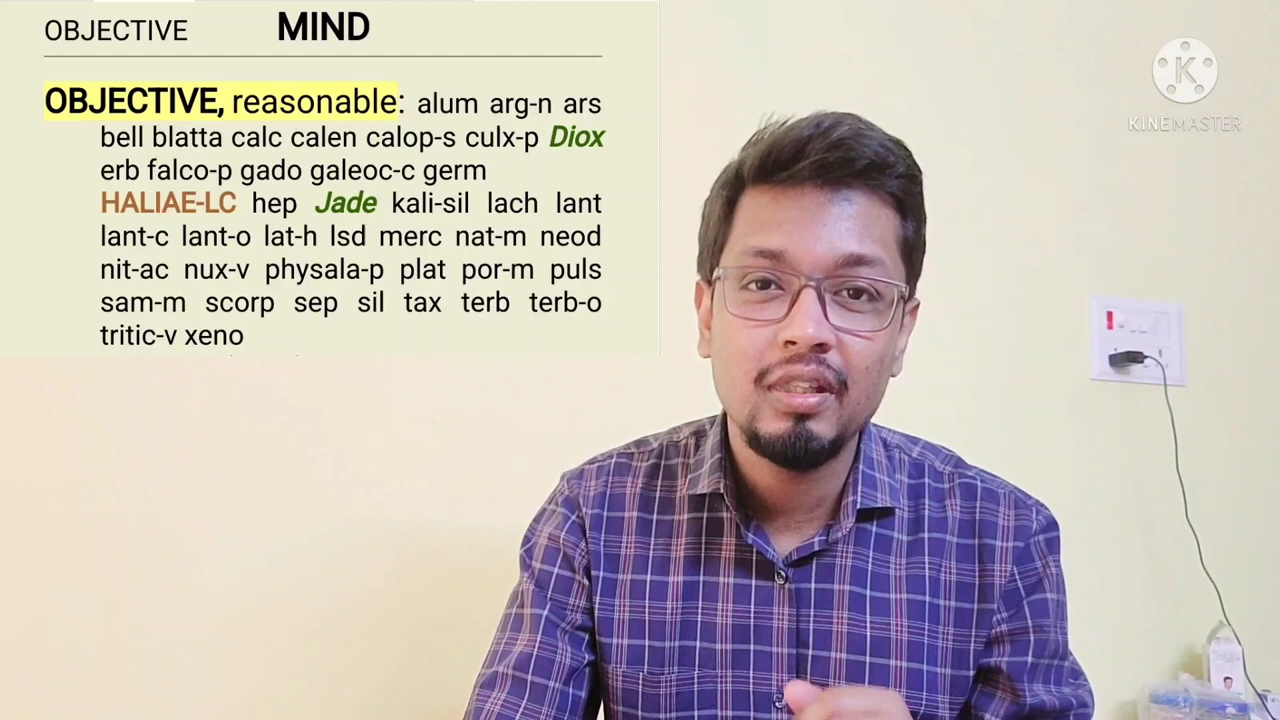 OBJECTIVE MIND
OBJECTIVE, reasonable: alum arg-n ars
bell blatta calc calen calop-s culx-p Diox
erb falco-p gado galeoc-c germ
HALIAE-LC hep Jade kali-sil lach lant
lant-c lant-o lat-h lsd merc nat-m neod
nit-ac nux-v physala-p plat por-m puls
sam-m scorp sep sil tax terb terb-o
tritic-v xeno
K
KINEMASTER